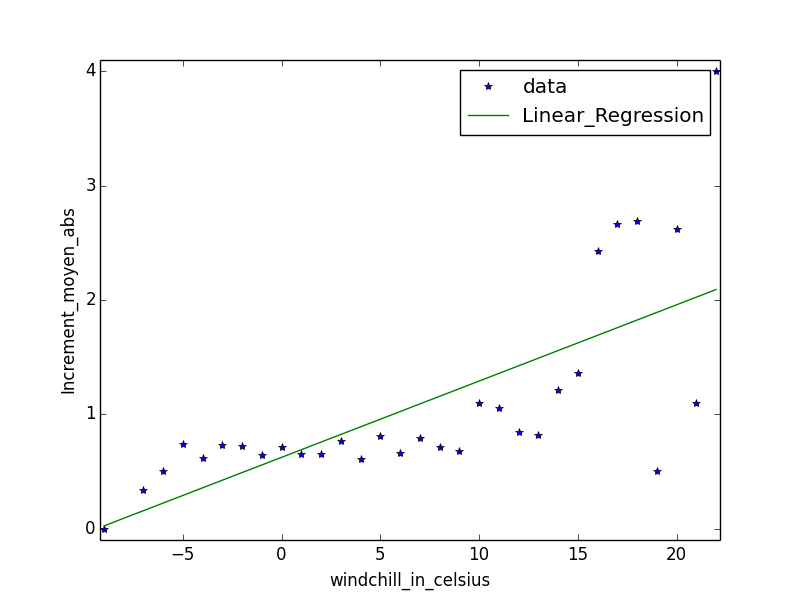 data
Linear_Regression
4
3
2
1
0
Increment_moyen_abs
−5 0 5 10 15 20
windchill_in_celsius